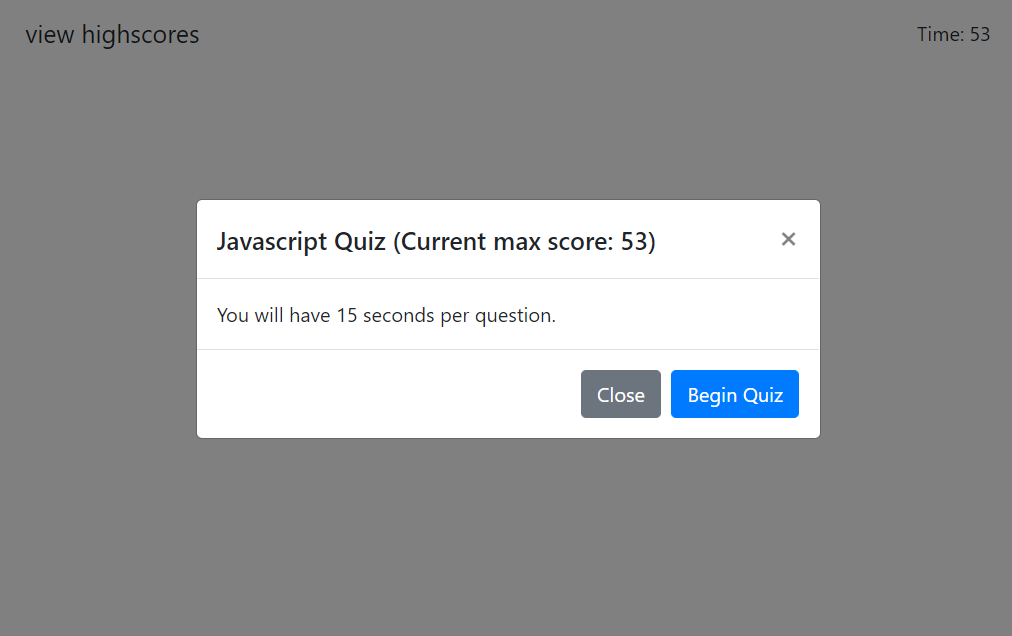 view highscores
Time: 53
Javascript Quiz (Current max score: 53)
×
You will have 15 seconds per question.
Close
Begin Quiz